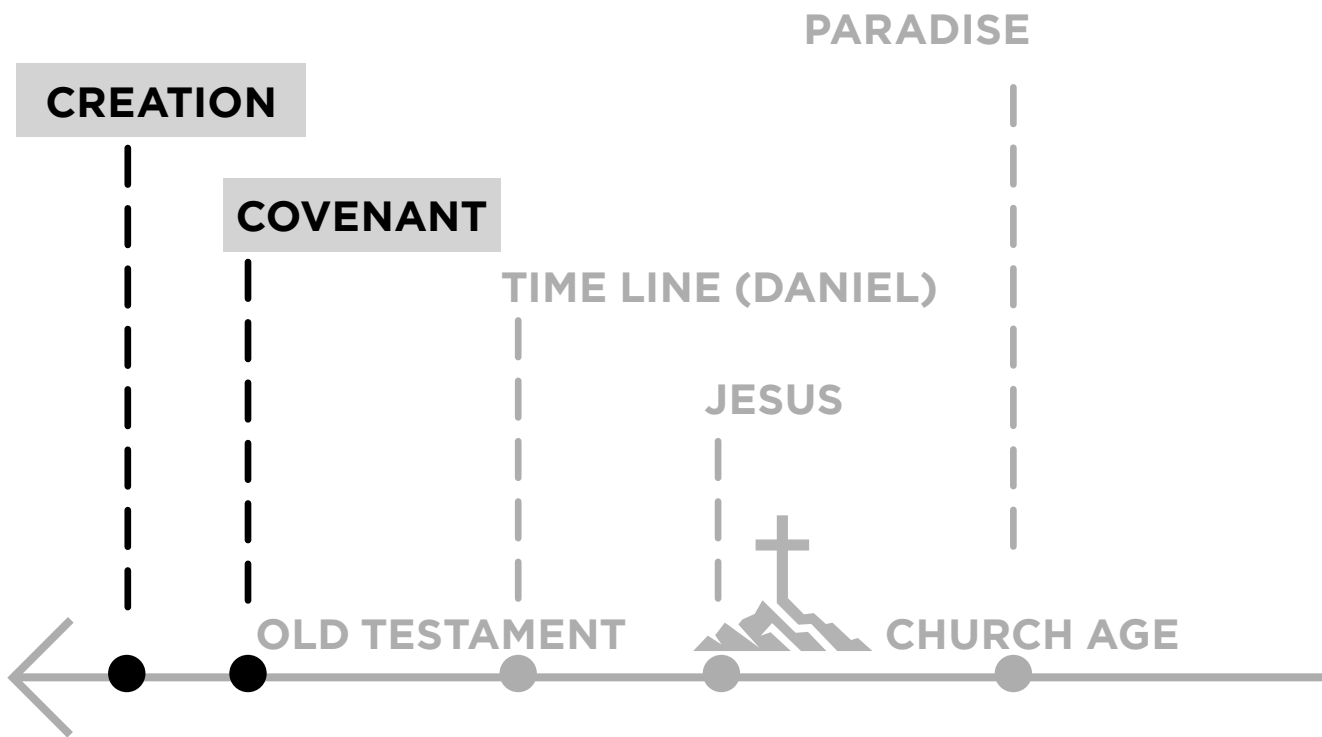 PARADISE
CREATION
COVENANT
TIME LINE (DANIEL)
JESUS
OLD TESTAMENT
CHURCH AGE